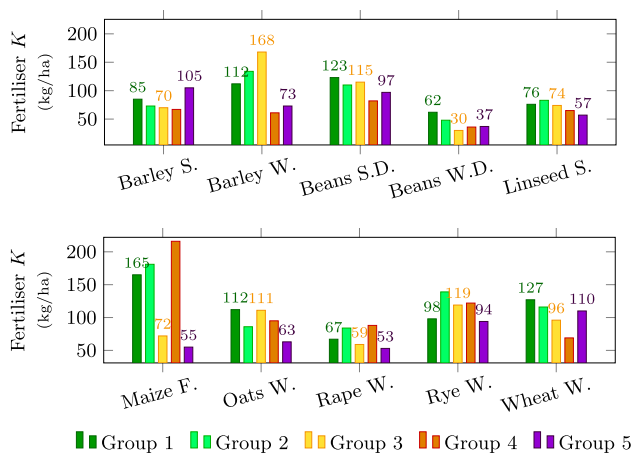 Fertiliser K
(kg/ha)
200
150
100
50
85
70
105
112
168
73
123
115
97
62
30
37
76
74
57
Barley S.
Barley W.
Beans S.D.
Beans W.D.
Linseed S.
Fertiliser K
(kg/ha)
200
150
100
50
165
72
55
112
111
63
67
59
53
98
119
94
127
96
110
Maize F.
Oats W.
Rape W.
Rye W.
Wheat W.
Group 1 Group 2 Group 3 Group 4 Group 5